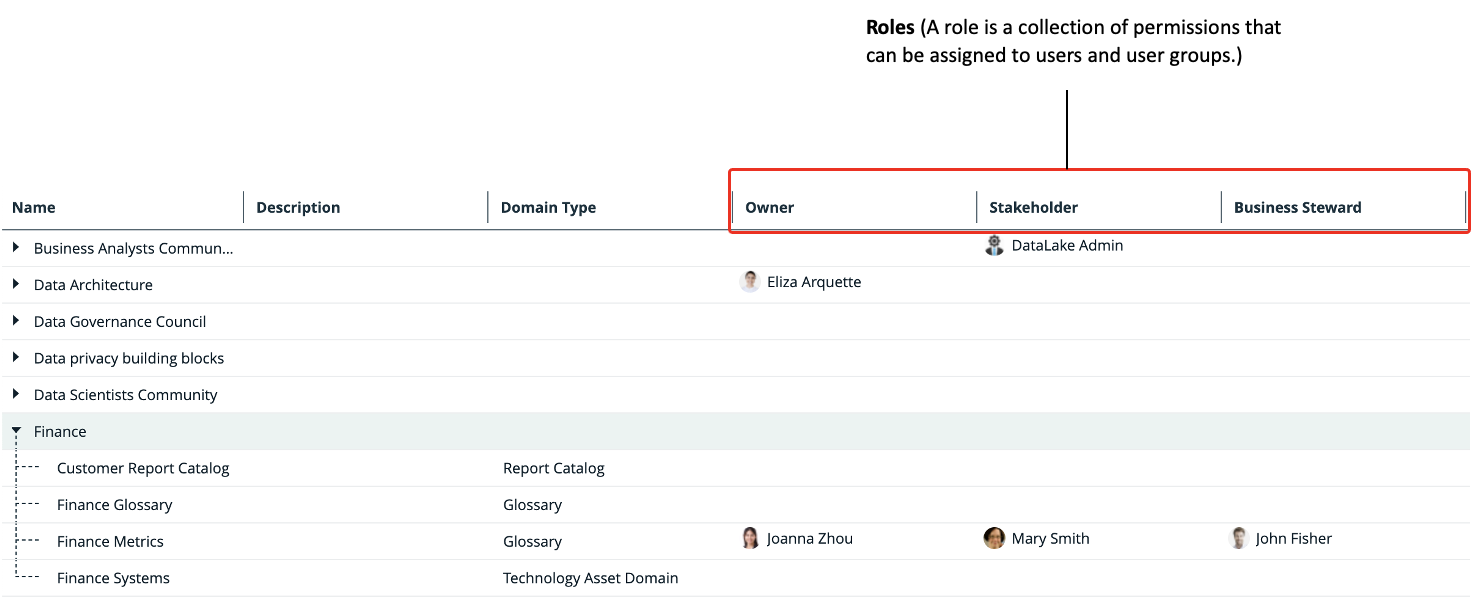 Roles (A role is a collection of permissions that
can be assigned to users and user groups.)
Name Description Domain Type Owner Stakeholder Business Steward
Business Analysts Commun... DataLake Admin
Data Architecture Eliza Arquette
Data Governance Council
Data privacy building blocks
Data Scientists Community
Finance
Customer Report Catalog Report Catalog
Finance Glossary Glossary
Finance Metrics Glossary Joanna Zhou Mary Smith John Fisher
Finance Systems Technology Asset Domain